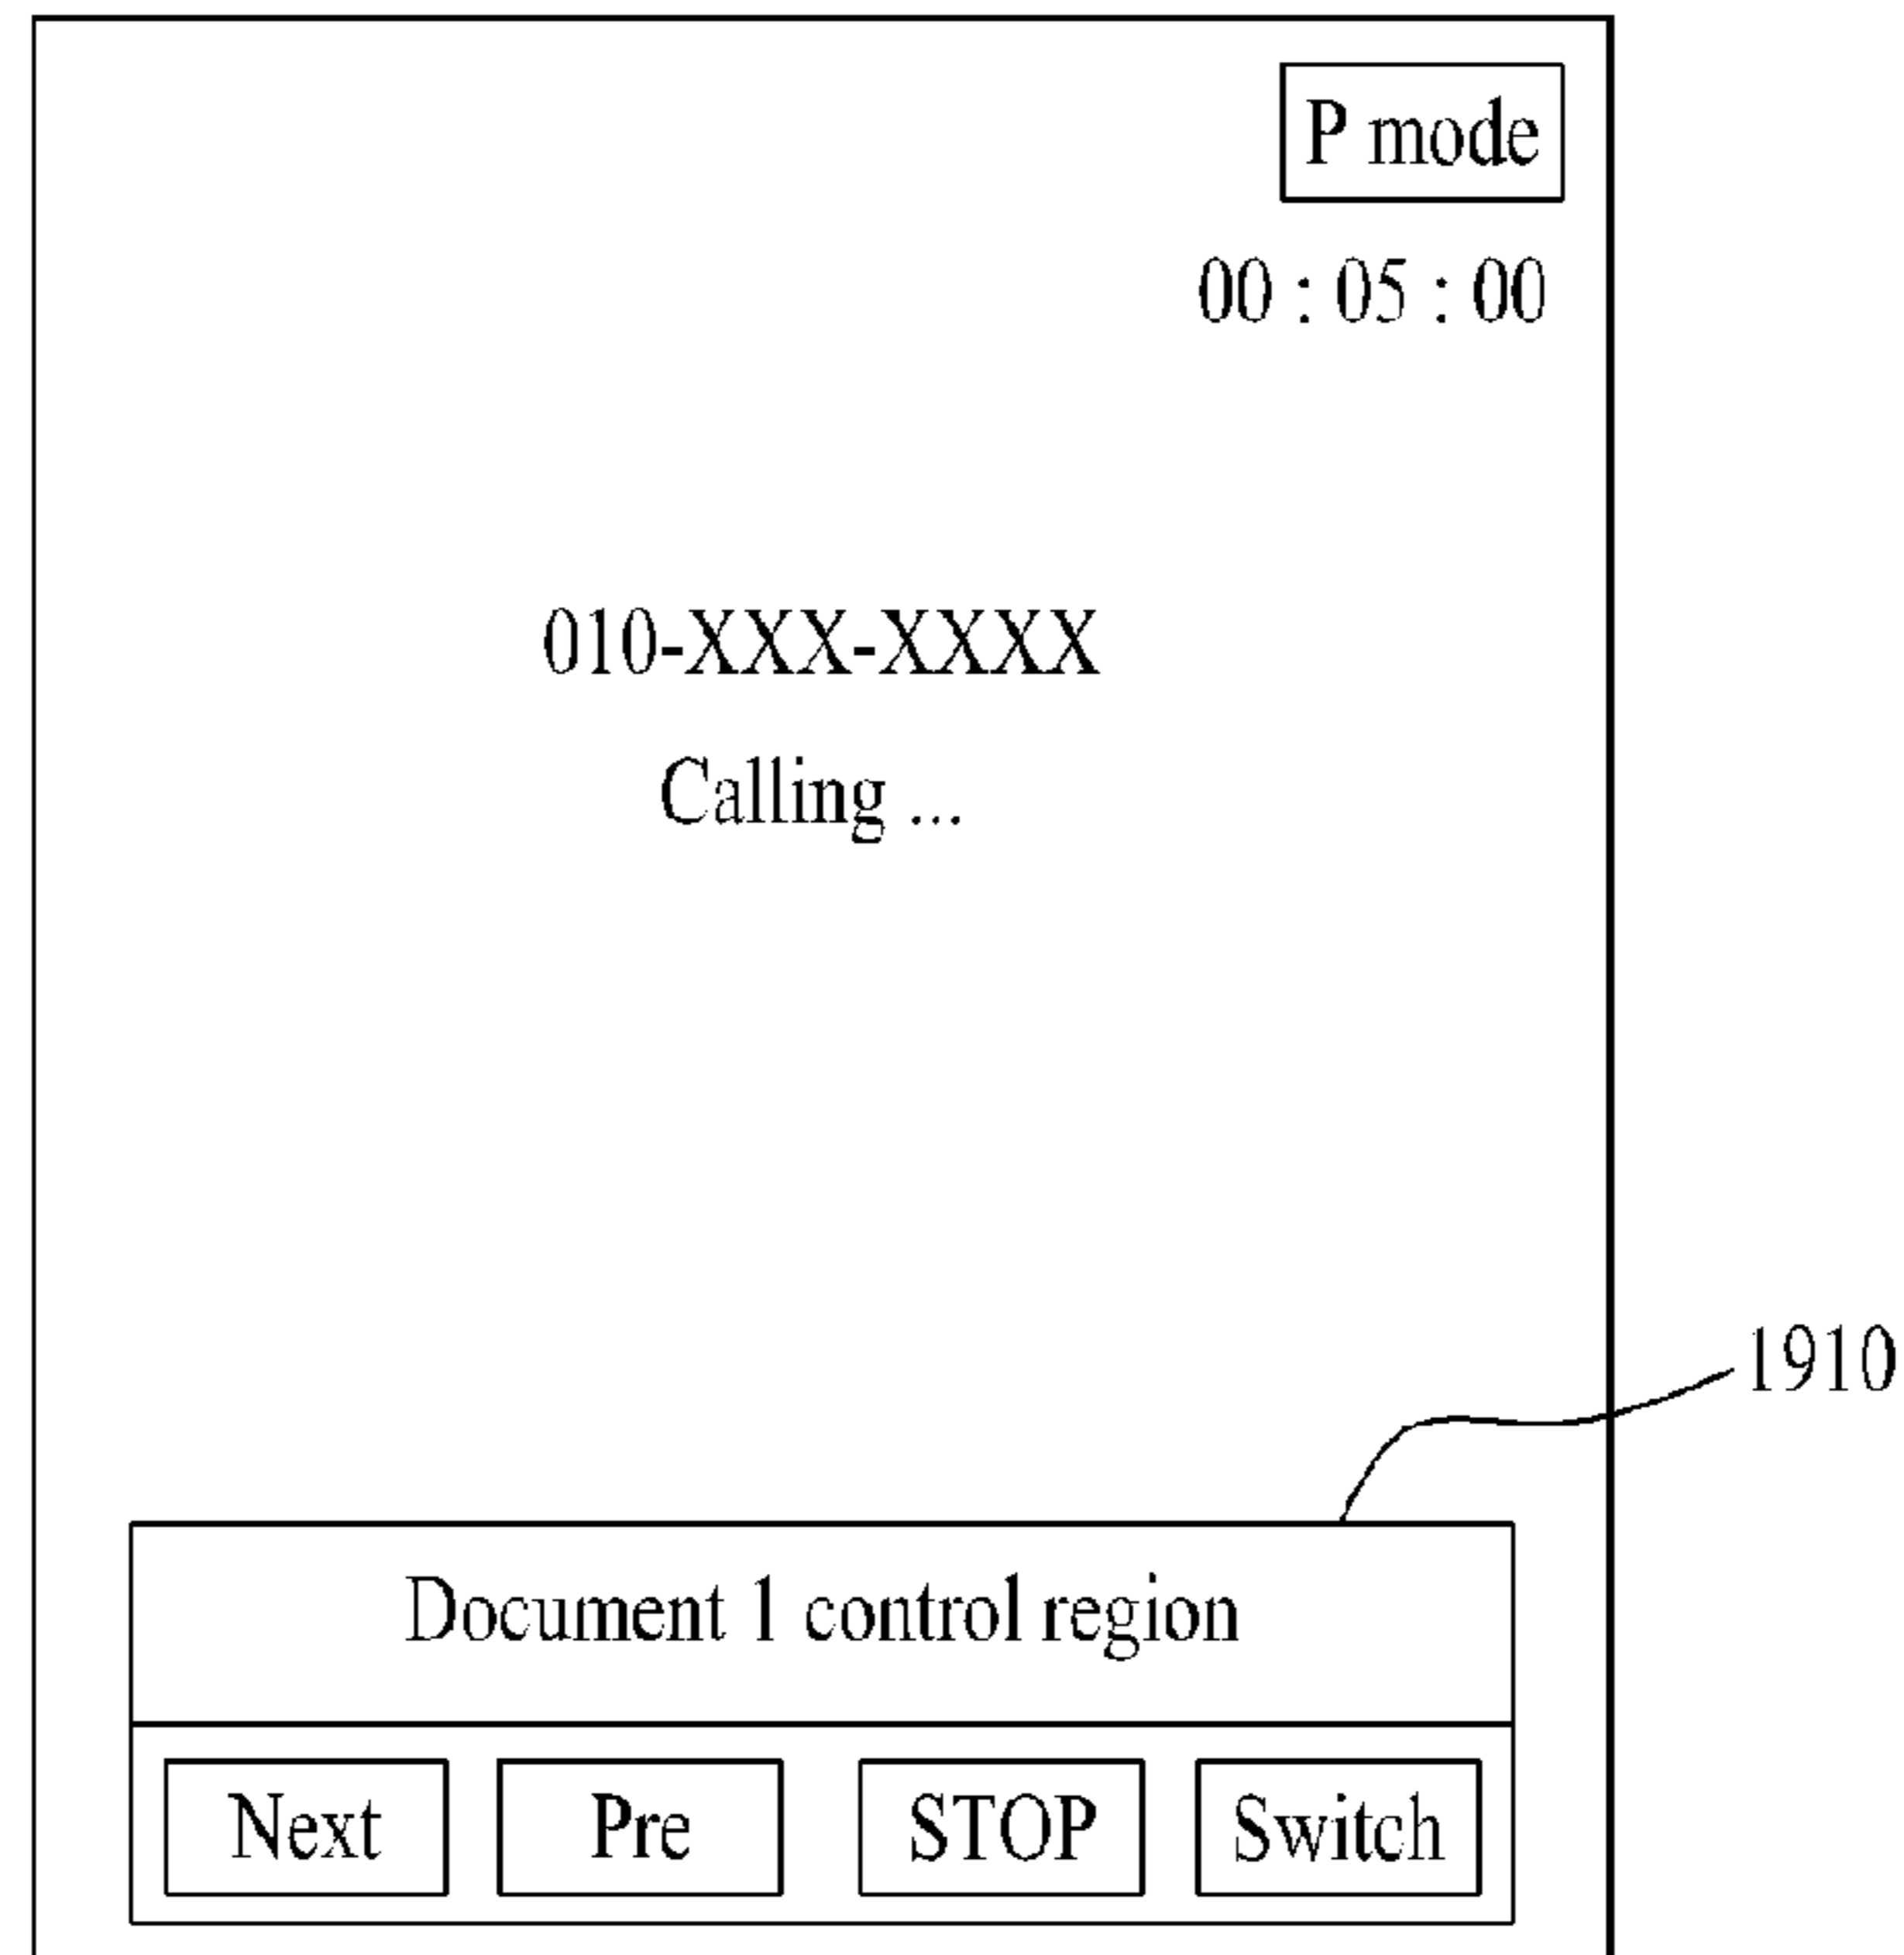 P mode
00 : 05 : 00
010-XXX-XXXX
Calling ...
1910
Document 1 control region
Next Pre STOP Switch